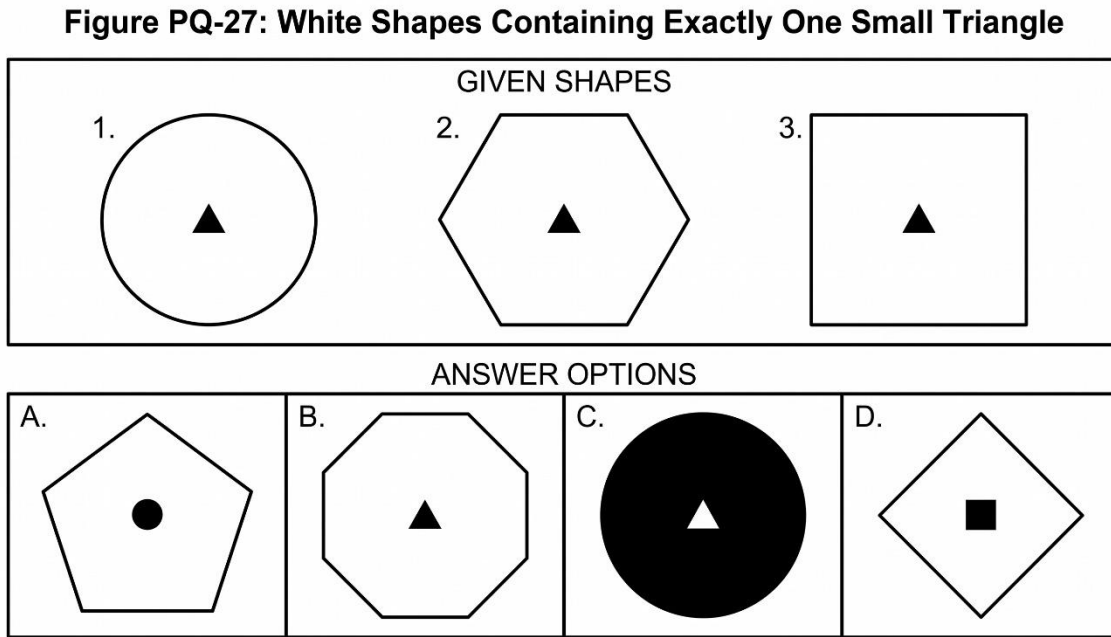 Figure PQ-27: White Shapes Containing Exactly One Small Triangle
GIVEN SHAPES
1. 2. 3.
ANSWER OPTIONS
A. B. C. D.